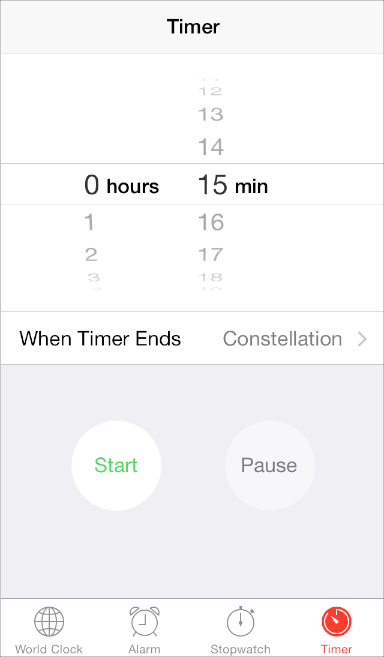 Timer
11
12
13
14
0 hours 15 min
1 16
2 17
3 18
When Timer Ends Constellation
Start Pause
World Clock Alarm Stopwatch Timer